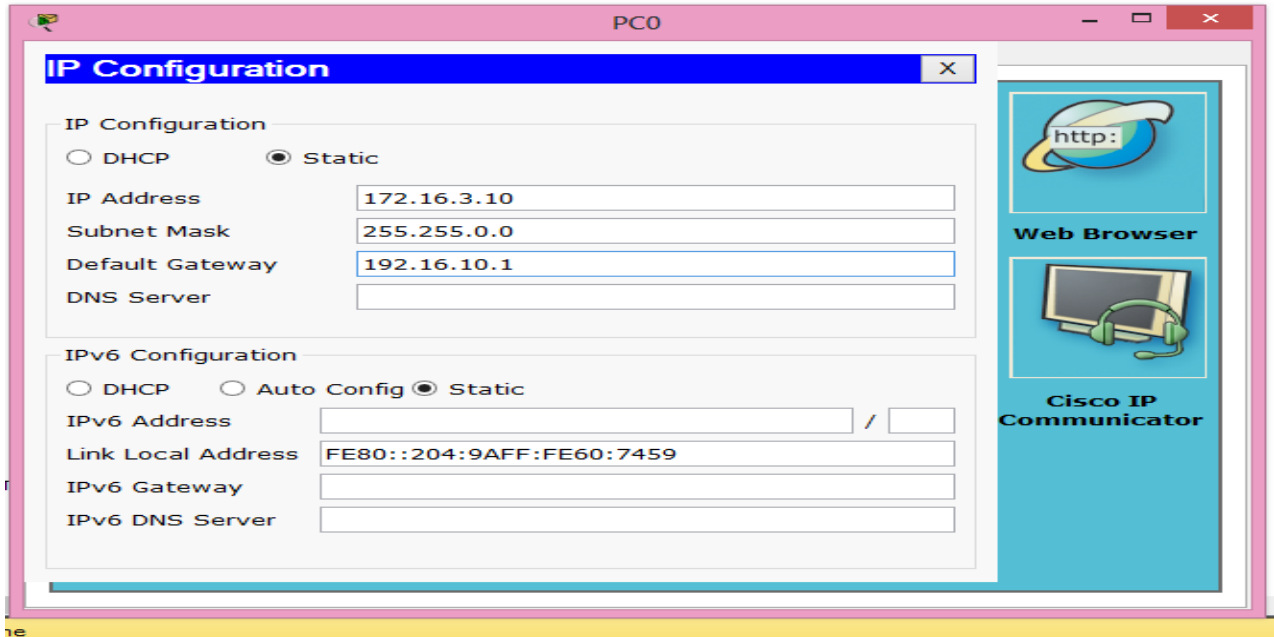 PC0
IP Configuration X
IP Configuration
DHCP Static
IP Address 172.16.3.10
Subnet Mask 255.255.0.0
Default Gateway 192.16.10.1
DNS Server
IPv6 Configuration
DHCP Auto Config Static
IPv6 Address /
Link Local Address FE80::204:9AFF:FE60:7459
IPv6 Gateway
IPv6 DNS Server
http:
Web Browser
Cisco IP
Communicator